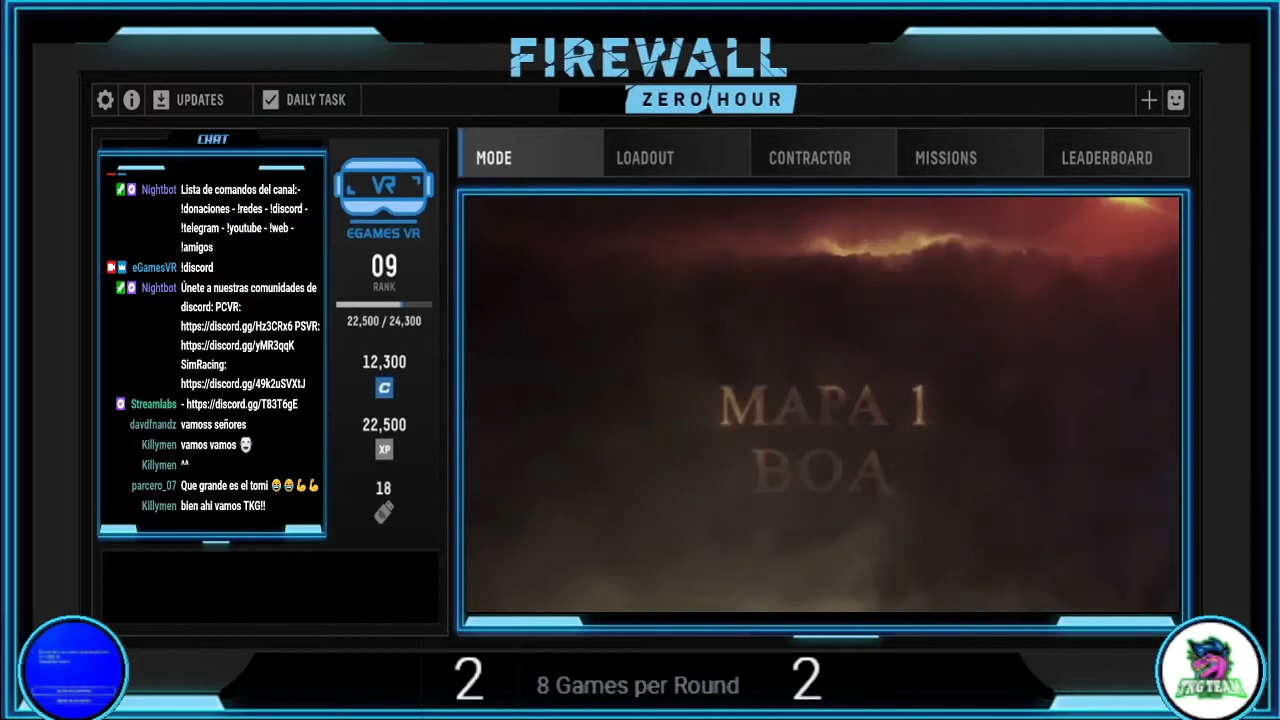 FIREWALL
ZERO HOUR
UPDATES
DAILY TASK
CHAT
Nightbot Lista de comandos del canal:-
!donaciones - !redes - !discord -
!telegram - !youtube - !web -
!amigos
eGamesVR !discord
Nightbot Únete a nuestras comunidades de
discord: PCVR:
https://discord.gg/Hz3CRx6 PSVR:
https://discord.gg/yMR3qqK
SimRacing:
https://discord.gg/49k2uSVXtJ
Streamlabs - https://discord.gg/T83T6gE
davdfnandz vamos señores
Killymen vamos vamos
Killymen ^^
parcero_07 Que grande es el tomi 😂😂💪💪
Killymen bien ahi vamos TKG!!
VR
EGAMES VR
09
RANK
22,500 / 24,300
12,300
C
22,500
XP
18
MODE
LOADOUT
CONTRACTOR
MISSIONS
LEADERBOARD
MAPA 1
BOA
2
8 Games per Round
2
TKG TEAM